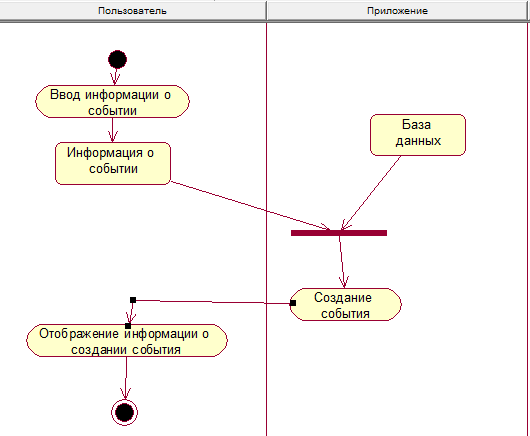 Пользователь
Приложение
Ввод информации о
событии
Информация о
событии
База
данных
Создание
события
Отображение информации о
создании события